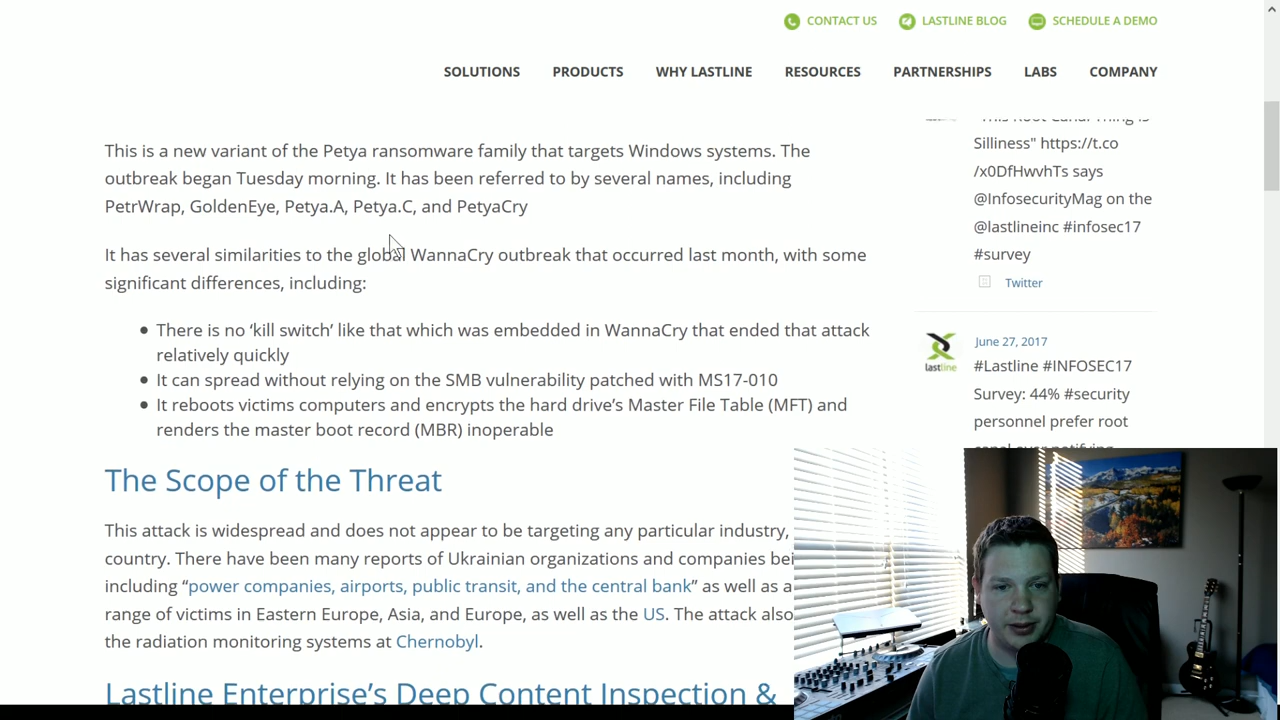 CONTACT US LASTLINE BLOG SCHEDULE A DEMO
SOLUTIONS PRODUCTS WHY LASTLINE RESOURCES PARTNERSHIPS LABS COMPANY
This is a new variant of the Petya ransomware family that targets Windows systems. The
outbreak began Tuesday morning. It has been referred to by several names, including
PetrWrap, GoldenEye, Petya.A, Petya.C, and PetyaCry
It has several similarities to the global WannaCry outbreak that occurred last month, with some
significant differences, including:
There is no ‘kill switch’ like that which was embedded in WannaCry that ended that attack
relatively quickly
It can spread without relying on the SMB vulnerability patched with MS17-010
It reboots victims computers and encrypts the hard drive’s Master File Table (MFT) and
renders the master boot record (MBR) inoperable
The Scope of the Threat
This attack is widespread and does not appear to be targeting any particular industry,
country. There have been many reports of Ukrainian organizations and companies bei
including “power companies, airports, public transit, and the central bank” as well as a
range of victims in Eastern Europe, Asia, and Europe, as well as the US. The attack also
the radiation monitoring systems at Chernobyl.
Lastline Enterprise’s Deep Content Inspection &
Silliness" https://t.co
/x0DfHwvhTs says
@InfosecurityMag on the
@lastlineinc #infosec17
#survey
Twitter
lastline
June 27, 2017
#Lastline #INFOSEC17
Survey: 44% #security
personnel prefer root